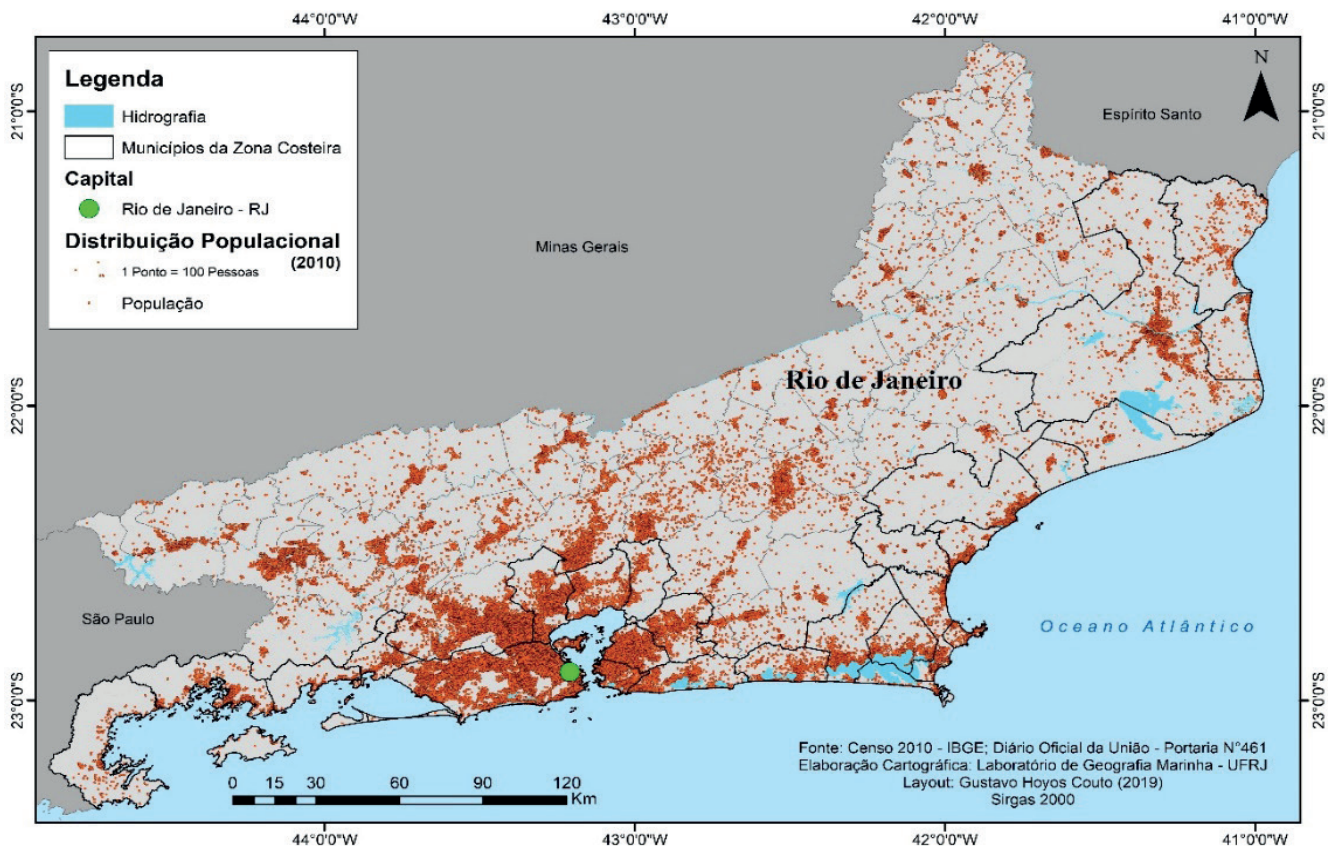 44°0'0"W 43°0'0"W 42°0'0"W 41°0'0"W
N
Legenda
Hidrografia
Municípios da Zona Costeira
Capital
Rio de Janeiro - RJ
Distribuição Populacional
(2010)
1 Ponto = 100 Pessoas
População
21°0'0"S 21°0'0"S
Espírito Santo
Minas Gerais
Rio de Janeiro
22°0'0"S 22°0'0"S
São Paulo
Oceano Atlântico
23°0'0"S 23°0'0"S
Fonte: Censo 2010 - IBGE; Diário Oficial da União - Portaria N°461
Elaboração Cartográfica: Laboratório de Geografia Marinha - UFRJ
Layout: Gustavo Hoyos Couto (2019)
Sirgas 2000
0 15 30 60 90 120
Km
44°0'0"W 43°0'0"W 42°0'0"W 41°0'0"W